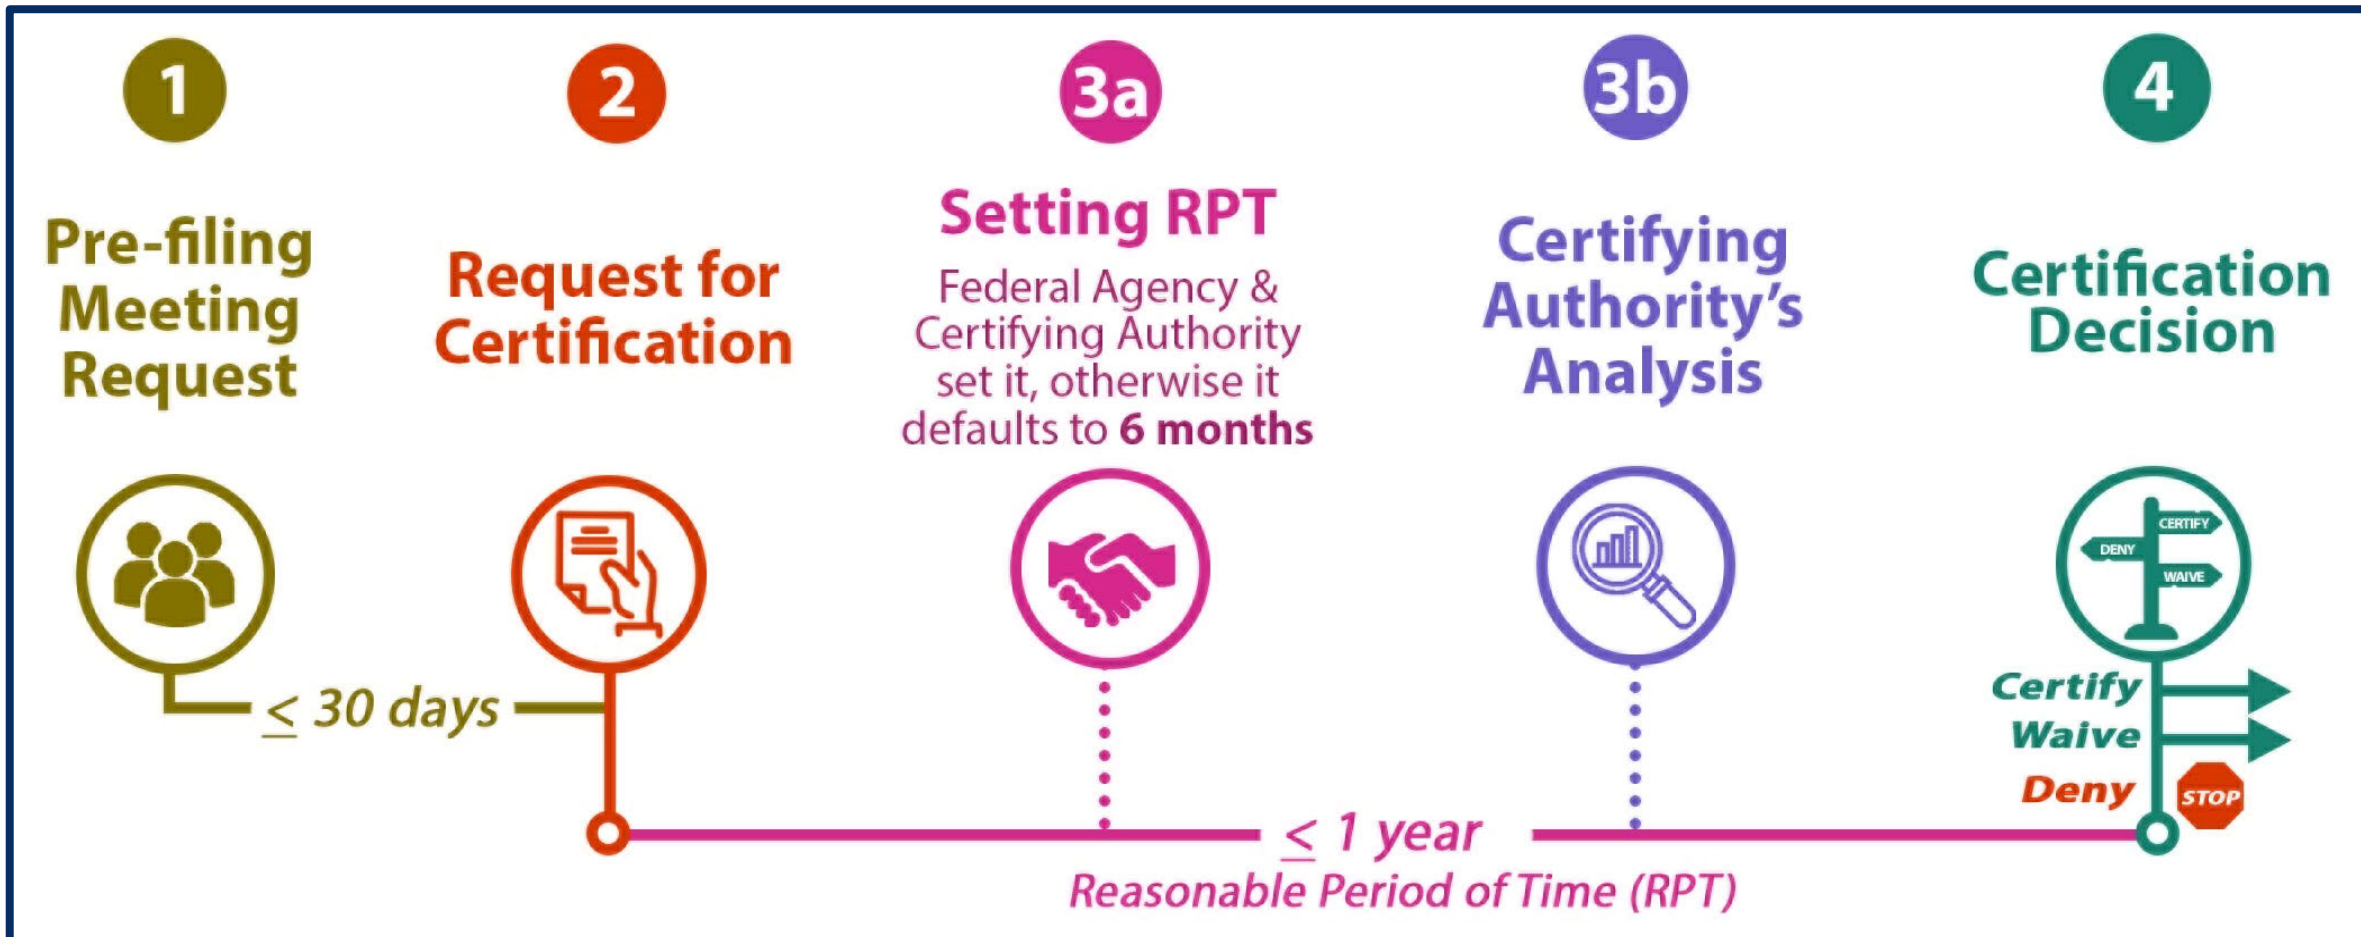 1
Pre-filing
Meeting
Request
≤ 30 days
2
Request for
Certification
3a
Setting RPT
Federal Agency &
Certifying Authority
set it, otherwise it
defaults to 6 months
3b
Certifying
Authority's
Analysis
4
Certification
Decision
CERTIFY
DENY
WAIVE
Certify
Waive
Deny
STOP
≤ 1 year
Reasonable Period of Time (RPT)